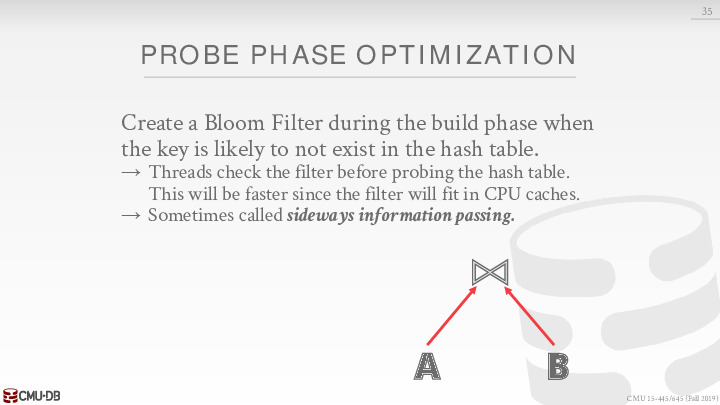 35
PROBE PHASE OPTIMIZATION
Create a Bloom Filter during the build phase when
the key is likely to not exist in the hash table.
→ Threads check the filter before probing the hash table.
This will be faster since the filter will fit in CPU caches.
→ Sometimes called sideways information passing.
⋈
A B
CMU·DB
CMU 15-445/645 (Fall 2019)